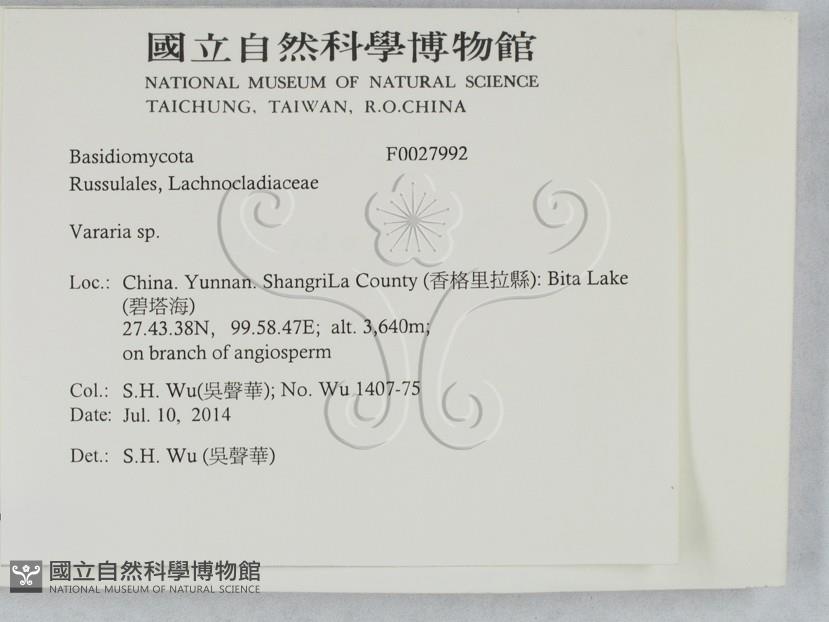 國立自然科學博物館
NATIONAL MUSEUM OF NATURAL SCIENCE
TAICHUNG, TAIWAN, R.O.CHINA
Basidiomycota F0027992
Russulales, Lachnocladiaceae
Vararia sp.
Loc.: China. Yunnan. ShangriLa County (香格里拉縣): Bita Lake
(碧塔海)
27.43.38N, 99.58.47E; alt. 3,640m;
on branch of angiosperm
Col.: S.H. Wu(吳聲華); No. Wu 1407-75
Date: Jul. 10, 2014
Det.: S.H. Wu (吳聲華)
國立自然科學博物館
NATIONAL MUSEUM OF NATURAL SCIENCE